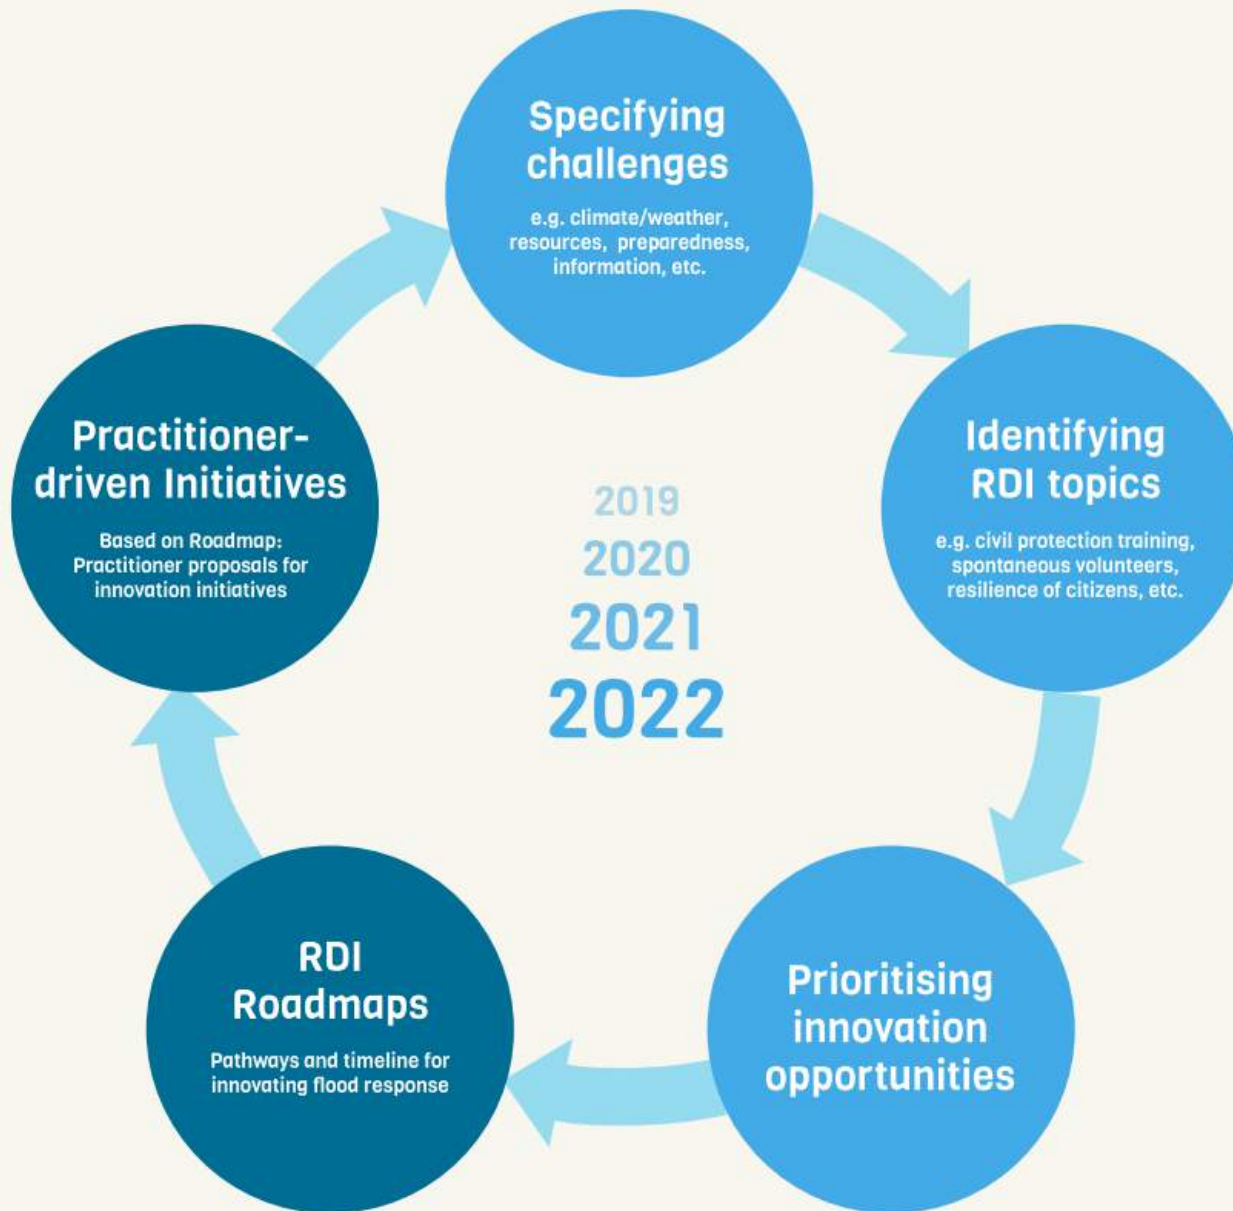 Specifying
challenges
e.g. climate/weather,
resources, preparedness,
information, etc.
Identifying
RDI topics
e.g. civil protection training,
spontaneous volunteers,
resilience of citizens, etc.
Prioritising
innovation
opportunities
RDI
Roadmaps
Pathways and timeline for
innovating flood response
Practitioner-
driven Initiatives
Based on Roadmap:
Practitioner proposals for
innovation initiatives
2019
2020
2021
2022